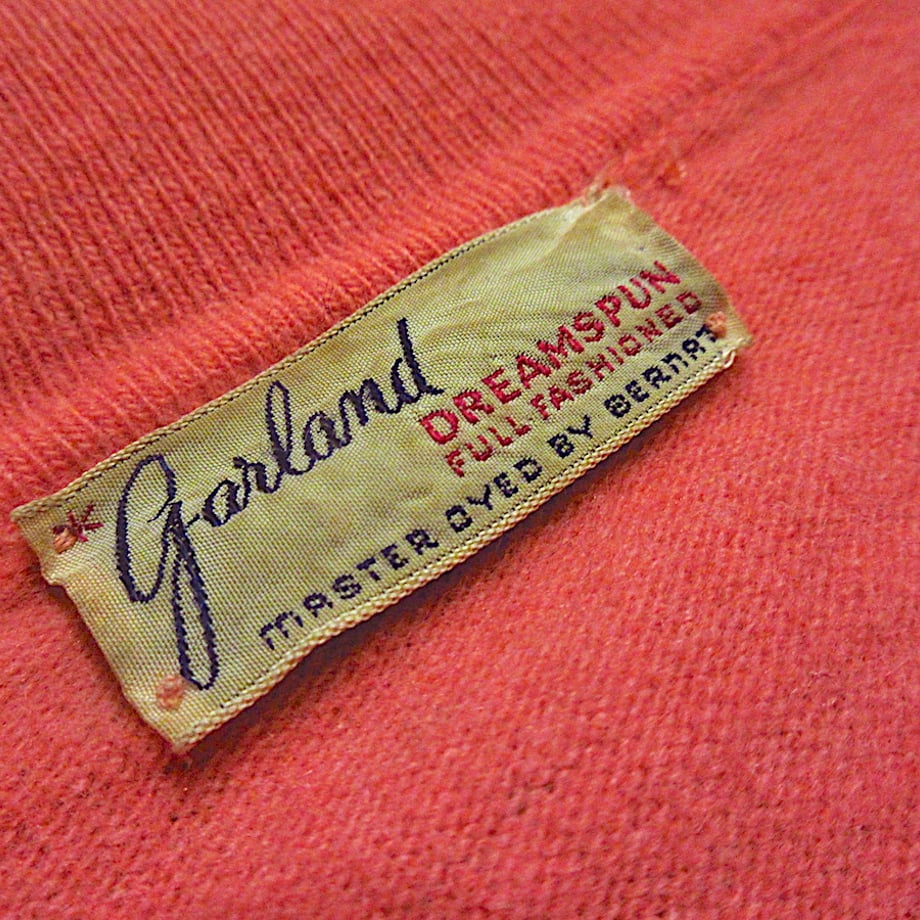 Garland
DREAMSPUN
FULL FASHIONED
MASTER DYED BY BERNAT